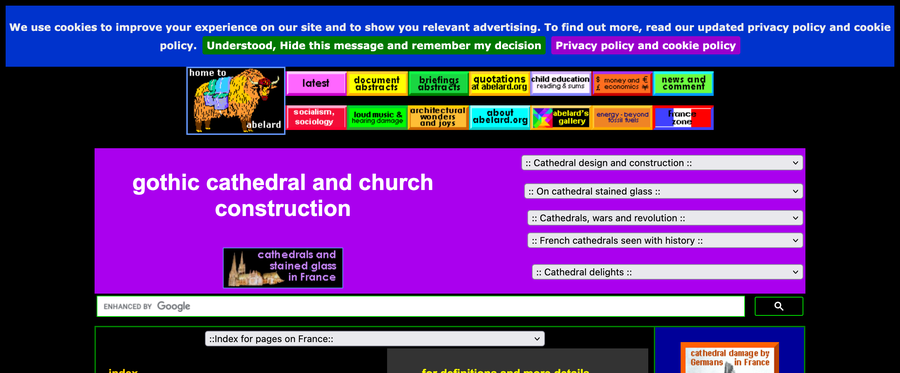 We use cookies to improve your experience on our site and to show you relevant advertising. To find out more, read our updated privacy policy and cookie
policy. Understood, Hide this message and remember my decision Privacy policy and cookie policy
home to
abelard
latest
document
abstracts
briefings
abstracts
quotations
at abelard.org
child education
reading & sums
$ money and €
£ economics ¥
news and
comment
socialism,
sociology
loud music &
hearing damage
architectural
wonders
and joys
about
abelard.org
abelard's
gallery
energy - beyond
fossil fuels
France
zone
gothic cathedral and church
construction
cathedrals and
stained glass
in France
:: Cathedral design and construction ::
:: On cathedral stained glass ::
:: Cathedrals, wars and revolution ::
:: French cathedrals seen with history ::
:: Cathedral delights ::
ENHANCED BY Google
::Index for pages on France::
index
for definitions and more details
cathedral damage by
Germans in France